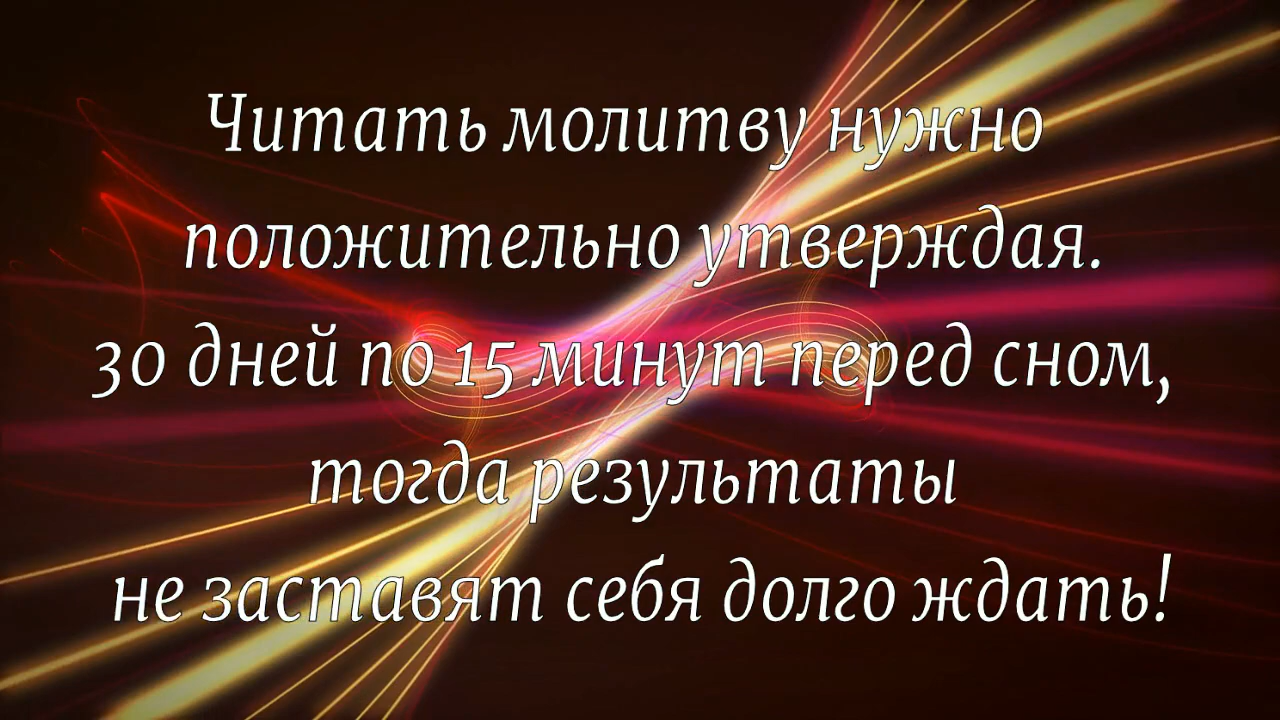 Читать молитву нужно
положительно утверждая.
30 дней по 15 минут перед сном,
тогда результаты
не заставят себя долго ждать!